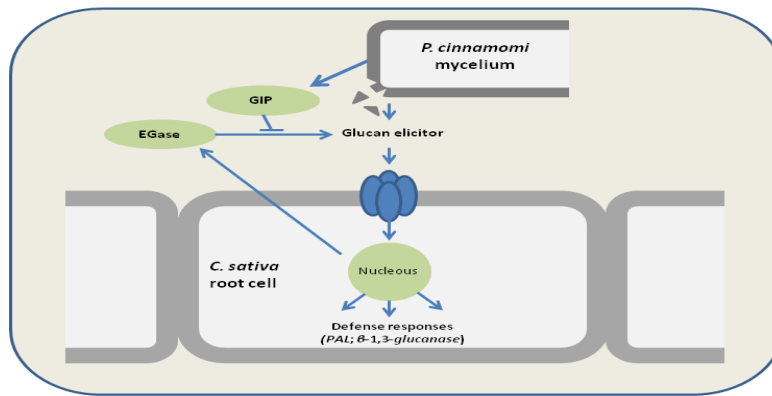 P. cinnamomi
mycelium
GIP
EGase
Glucan elicitor
C. sativa
root cell
Nucleous
Defense responses
(PAL; β-1,3-glucanase)